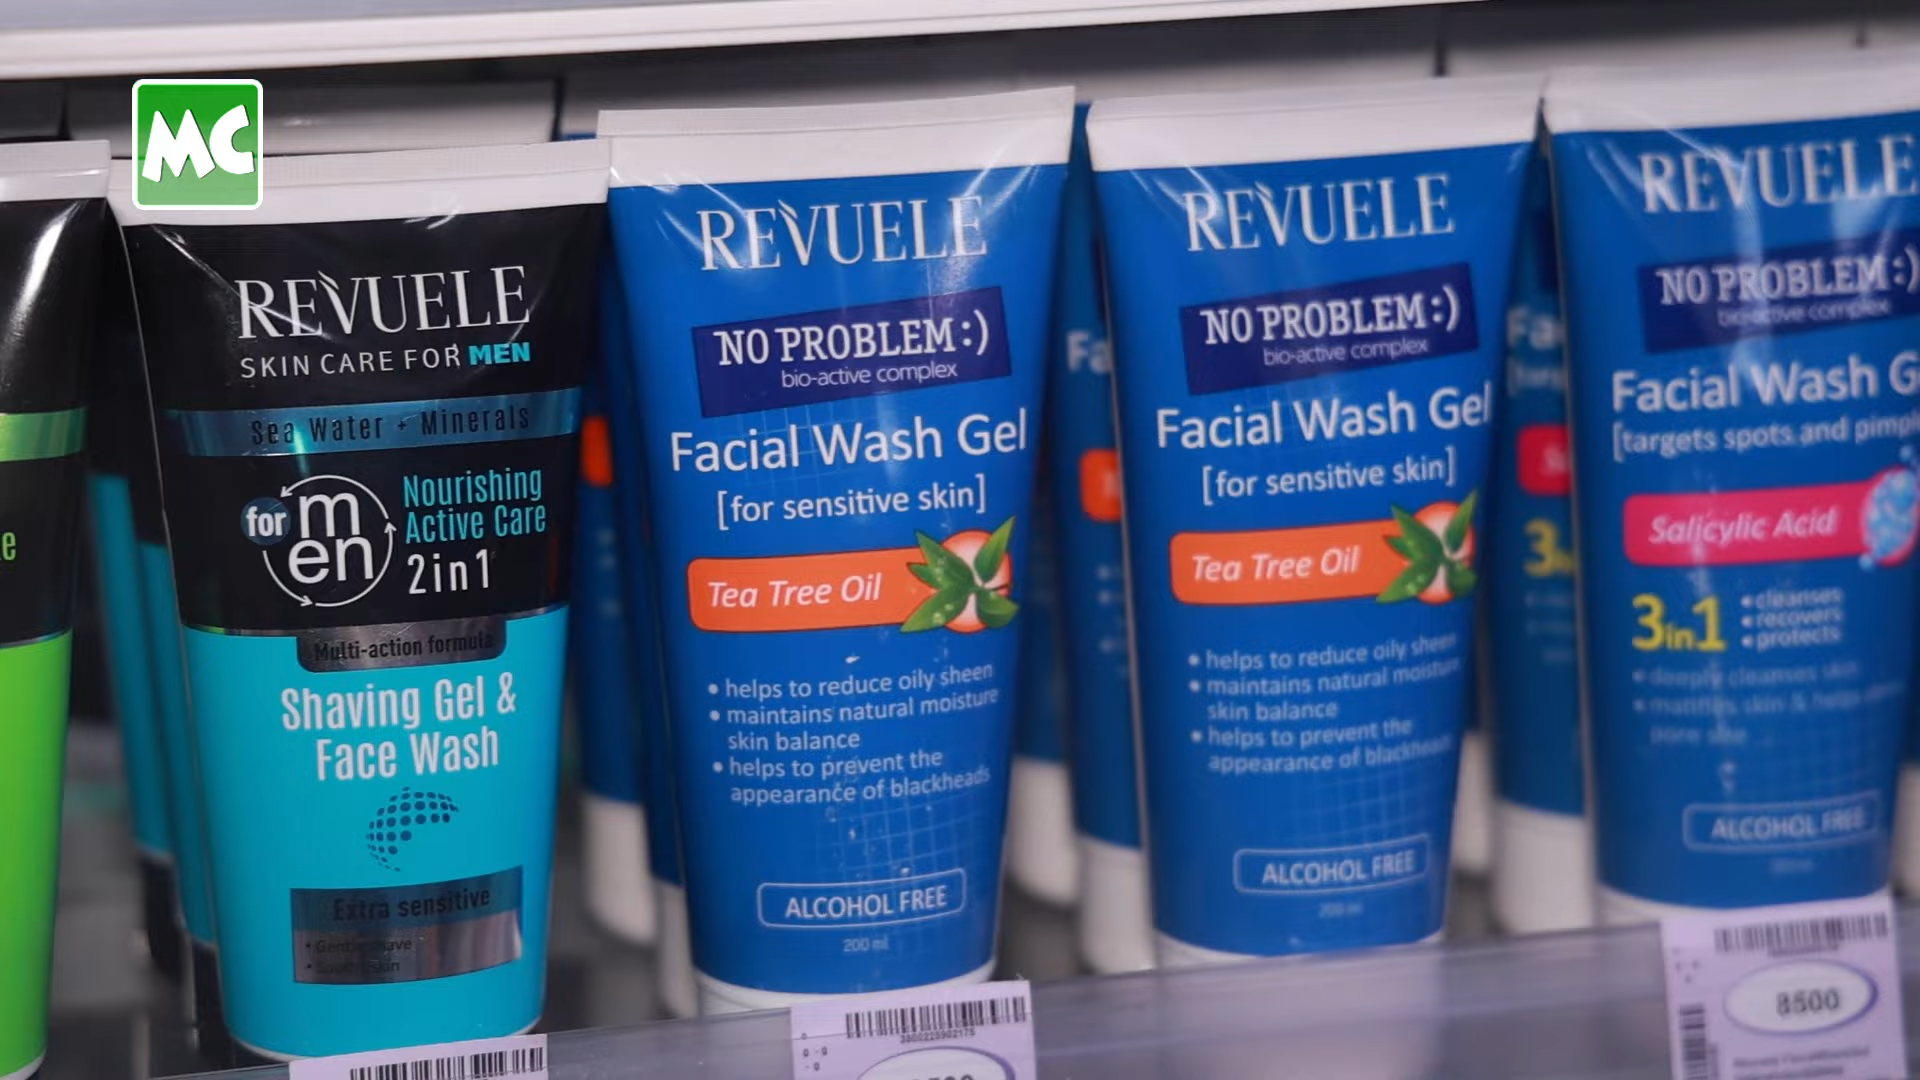 MC
REVUELE
SKIN CARE FOR MEN
Sea Water + Minerals
for men
Nourishing
Active Care
2in1
Multi-action formula
Shaving Gel &
Face Wash
Extra sensitive
REVUELE
NO PROBLEM:)
bio-active complex
Facial Wash Gel
[for sensitive skin]
Tea Tree Oil
• helps to reduce oily sheen
• maintains natural moisture
skin balance
• helps to prevent the
appearance of blackheads
ALCOHOL FREE
200 ml
REVUELE
NO PROBLEM:)
bio-active complex
Facial Wash Gel
[for sensitive skin]
Tea Tree Oil
• helps to reduce oily sheen
• maintains natural moisture
skin balance
• helps to prevent the
appearance of blackheads
ALCOHOL FREE
200 ml
REVUELE
NO PROBLEM:)
bio-active complex
Facial Wash G
[targets spots and pimpl
Salicylic Acid
3in1
• cleanses
• recovers
• protects
• deeply cleanses skin
ALCOHOL FREE
8500